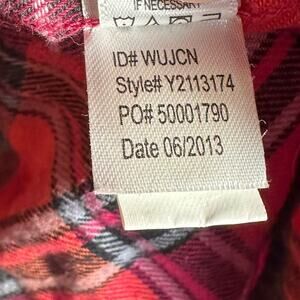 IF NECESSARY
ID# WUJCN
Style# Y2113174
PO# 50001790
Date 06/2013